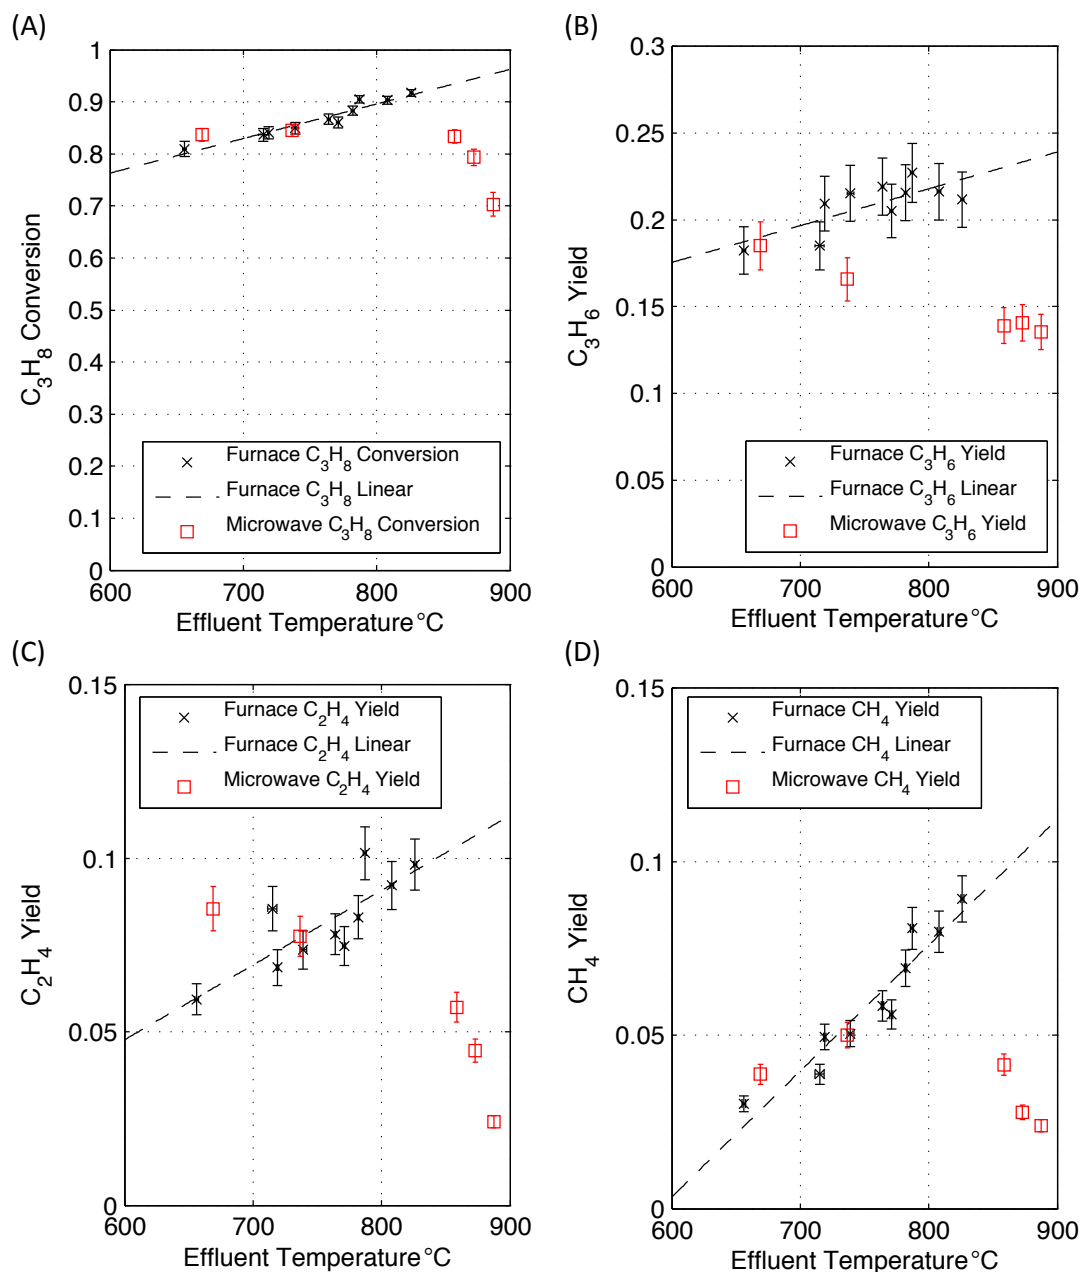 (A)
1
0.9
0.8
0.7
0.6
0.5
0.4
0.3
0.2
0.1
0
C₃H₈ Conversion
Furnace C₃H₈ Conversion
Furnace C₃H₈ Linear
Microwave C₃H₈ Conversion
600 700 800 900
Effluent Temperature °C
(B)
0.3
0.25
0.2
0.15
0.1
0.05
0
C₃H₆ Yield
Furnace C₃H₆ Yield
Furnace C₃H₆ Linear
Microwave C₃H₆ Yield
600 700 800 900
Effluent Temperature °C
(C)
0.15
0.1
0.05
0
C₂H₄ Yield
Furnace C₂H₄ Yield
Furnace C₂H₄ Linear
Microwave C₂H₄ Yield
600 700 800 900
Effluent Temperature °C
(D)
0.15
0.1
0.05
0
CH₄ Yield
Furnace CH₄ Yield
Furnace CH₄ Linear
Microwave CH₄ Yield
600 700 800 900
Effluent Temperature °C